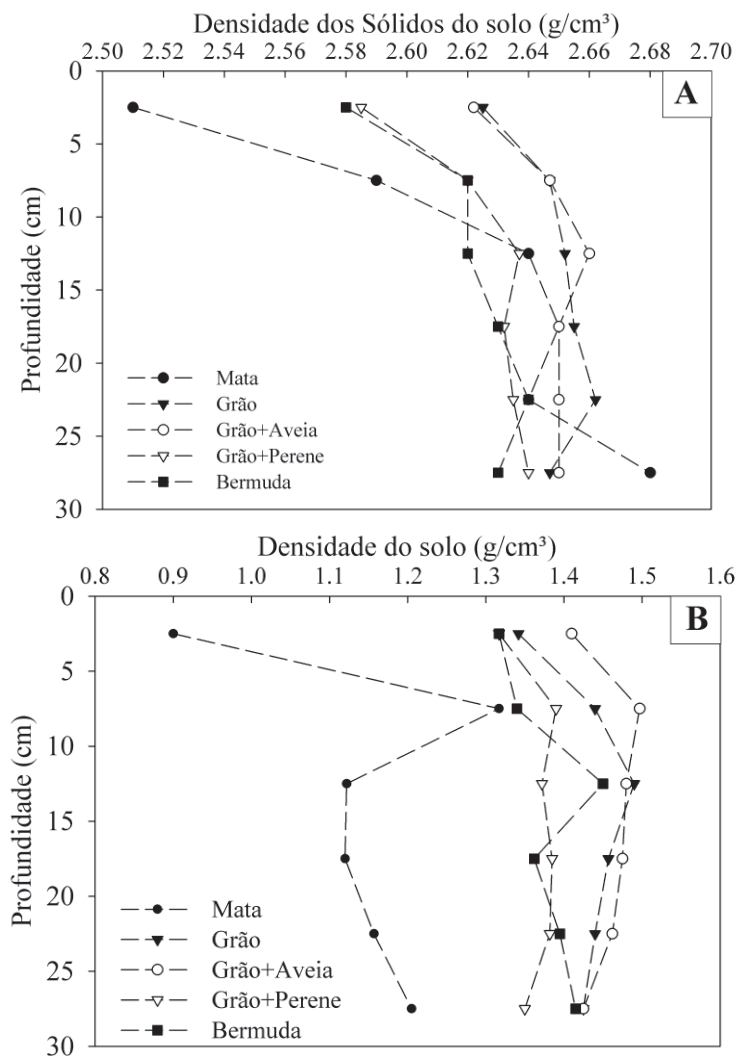 Densidade dos Sólidos do solo (g/cm³)
2.50 2.52 2.54 2.56 2.58 2.60 2.62 2.64 2.66 2.68 2.70
A
0
5
10
15
20
25
30
Profundidade (cm)
Mata
Grão
Grão+Aveia
Grão+Perene
Bermuda
Densidade do solo (g/cm³)
0.8 0.9 1.0 1.1 1.2 1.3 1.4 1.5 1.6
B
0
5
10
15
20
25
30
Profundidade (cm)
Mata
Grão
Grão+Aveia
Grão+Perene
Bermuda